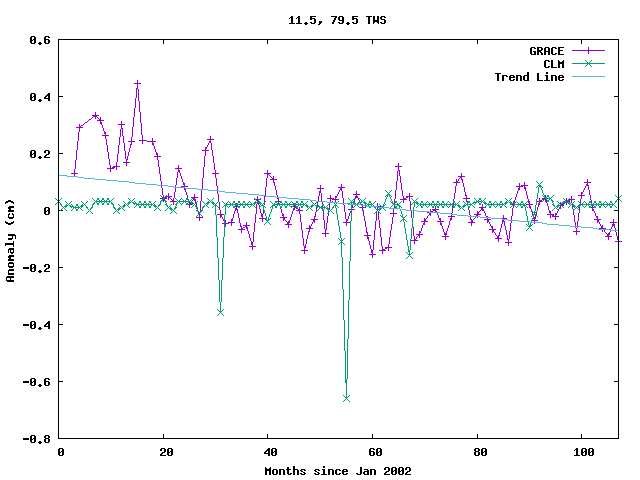 11.5, 79.5 TWS
GRACE
CLM
Trend Line
0.6
0.4
0.2
0
-0.2
-0.4
-0.6
-0.8
Anomaly (cm)
0 20 40 60 80 100
Months since Jan 2002